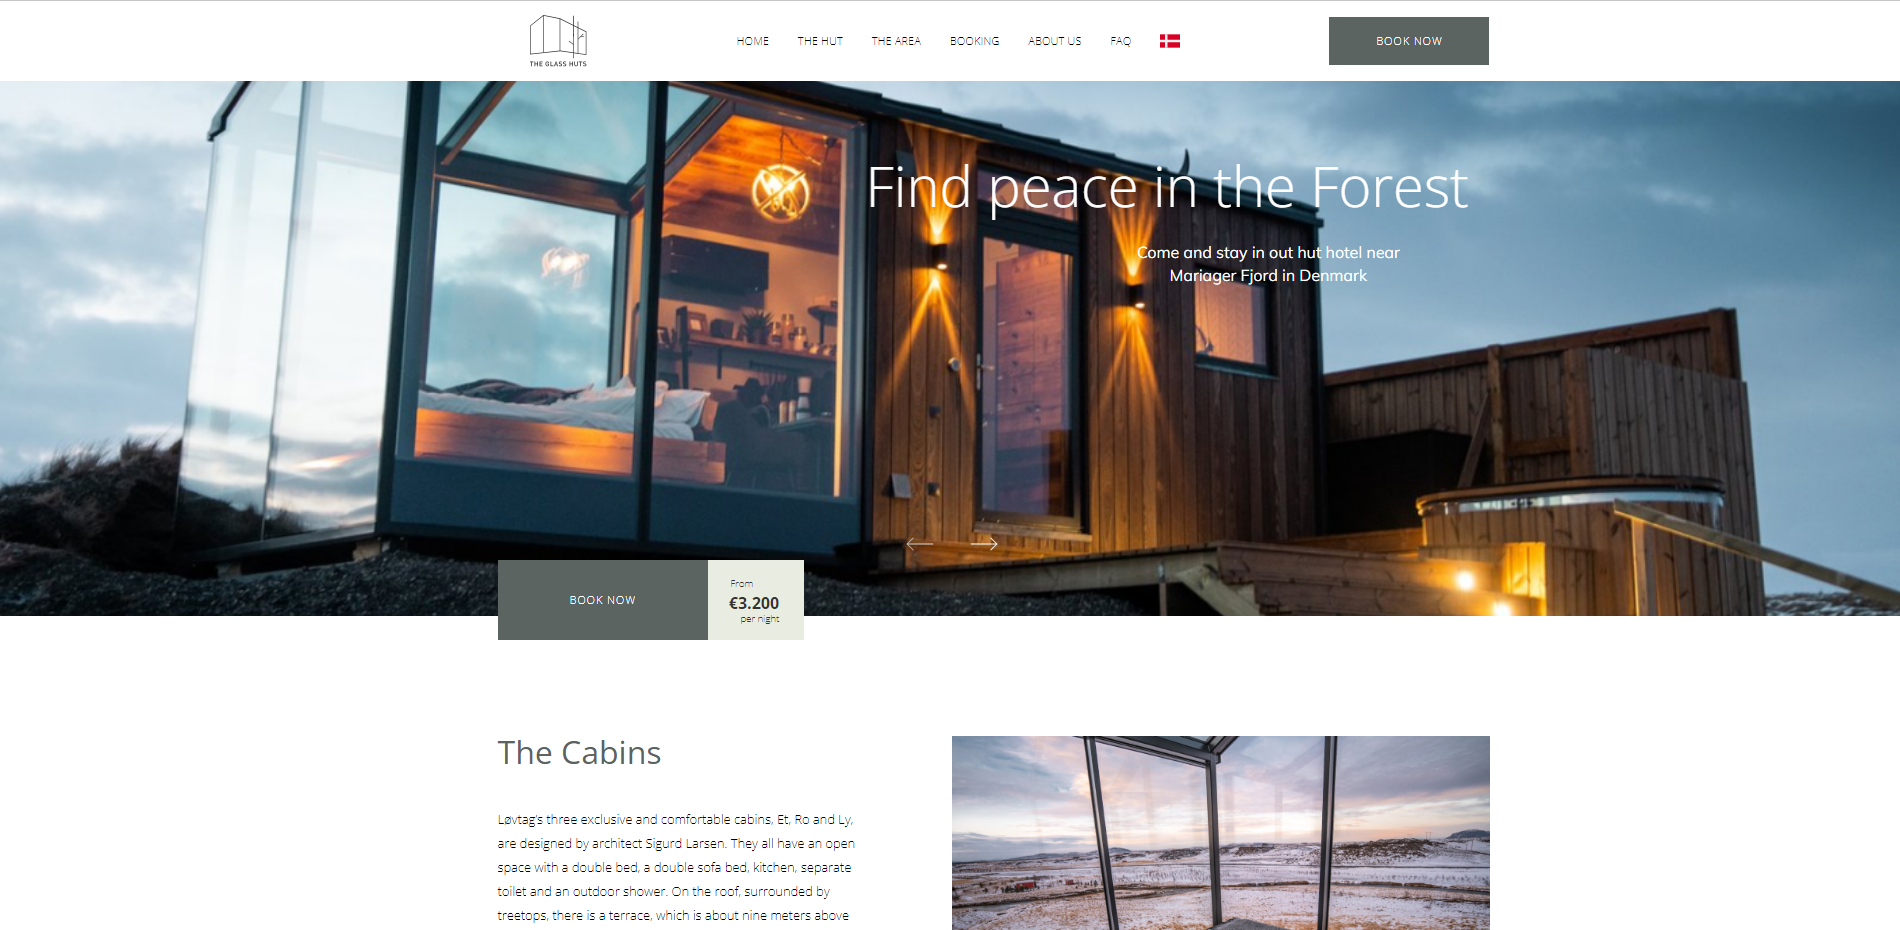 THE GLASS HUTS
HOME THE HUT THE AREA BOOKING ABOUT US FAQ
BOOK NOW
Find peace in the Forest
Come and stay in out hut hotel near
Mariager Fjord in Denmark
BOOK NOW
From
€3.200
per night
The Cabins
Løvtag's three exclusive and comfortable cabins, Et, Ro and Ly,
are designed by architect Sigurd Larsen. They all have an open
space with a double bed, a double sofa bed, kitchen, separate
toilet and an outdoor shower. On the roof, surrounded by
treetops, there is a terrace, which is about nine meters above